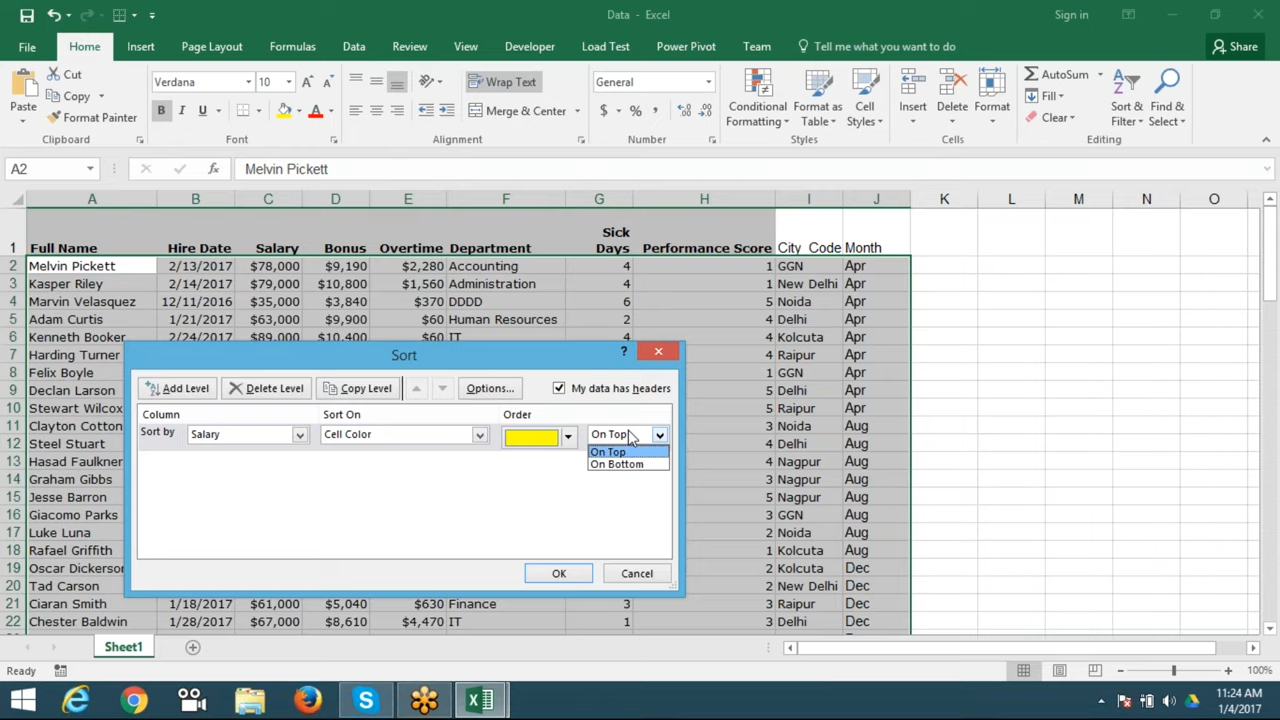 Data - Excel
Sign in
File Home Insert Page Layout Formulas Data Review View Developer Load Test Power Pivot Team Tell me what you want to do Share
Paste
Cut
Copy
Format Painter
Clipboard
Verdana 10
B I U A
Font
Wrap Text
Merge & Center
Alignment
General
$ % ,
Number
Conditional Formatting
Format as Table
Cell Styles
Styles
Insert Delete Format
Cells
AutoSum
Fill
Clear
Sort & Filter
Find & Select
Editing
A2 fx Melvin Pickett
A B C D E F G H I J K L M N O
1 Full Name Hire Date Salary Bonus Overtime Department Sick Days Performance Score City Code Month
2 Melvin Pickett 2/13/2017 $78,000 $9,190 $2,280 Accounting 4 1 GGN Apr
3 Kasper Riley 2/14/2017 $79,000 $10,800 $1,560 Administration 4 1 New Delhi Apr
4 Marvin Velasquez 12/11/2016 $35,000 $3,840 $370 DDDD 6 5 Noida Apr
5 Adam Curtis 1/21/2017 $63,000 $9,900 $60 Human Resources 2 4 Delhi Apr
6 Kenneth Booker 2/24/2017 $89,000 $10,400 $60 IT 4 4 Kolcuta Apr
7 Harding Turner 4 Raipur Apr
8 Felix Boyle 1 GGN Apr
9 Declan Larson 5 Delhi Apr
10 Stewart Wilcox 5 Raipur Apr
11 Clayton Cotton 3 Kolcuta Aug
12 Steel Stuart 4 Delhi Aug
13 Hasad Faulkner 4 Nagpur Aug
14 Graham Gibbs 3 Nagpur Aug
15 Jesse Barron 5 Nagpur Aug
16 Giacomo Parks 3 GGN Aug
17 Luke Luna 2 Noida Aug
18 Rafael Griffith 1 Kolcuta Aug
19 Oscar Dickerson 2 Kolcuta Dec
20 Tad Carson 2 New Delhi Dec
21 Ciaran Smith 1/18/2017 $61,000 $5,040 $630 Finance 3 3 Raipur Dec
22 Chester Baldwin 1/28/2017 $67,000 $8,610 $4,470 IT 1 3 Delhi Dec
Sort
?
Add Level Delete Level Copy Level Options... My data has headers
Column Sort On Order
Sort by Salary Cell Color On Top
On Top
On Bottom
OK Cancel
Sheet1
Ready
100%
11:24 AM
1/4/2017